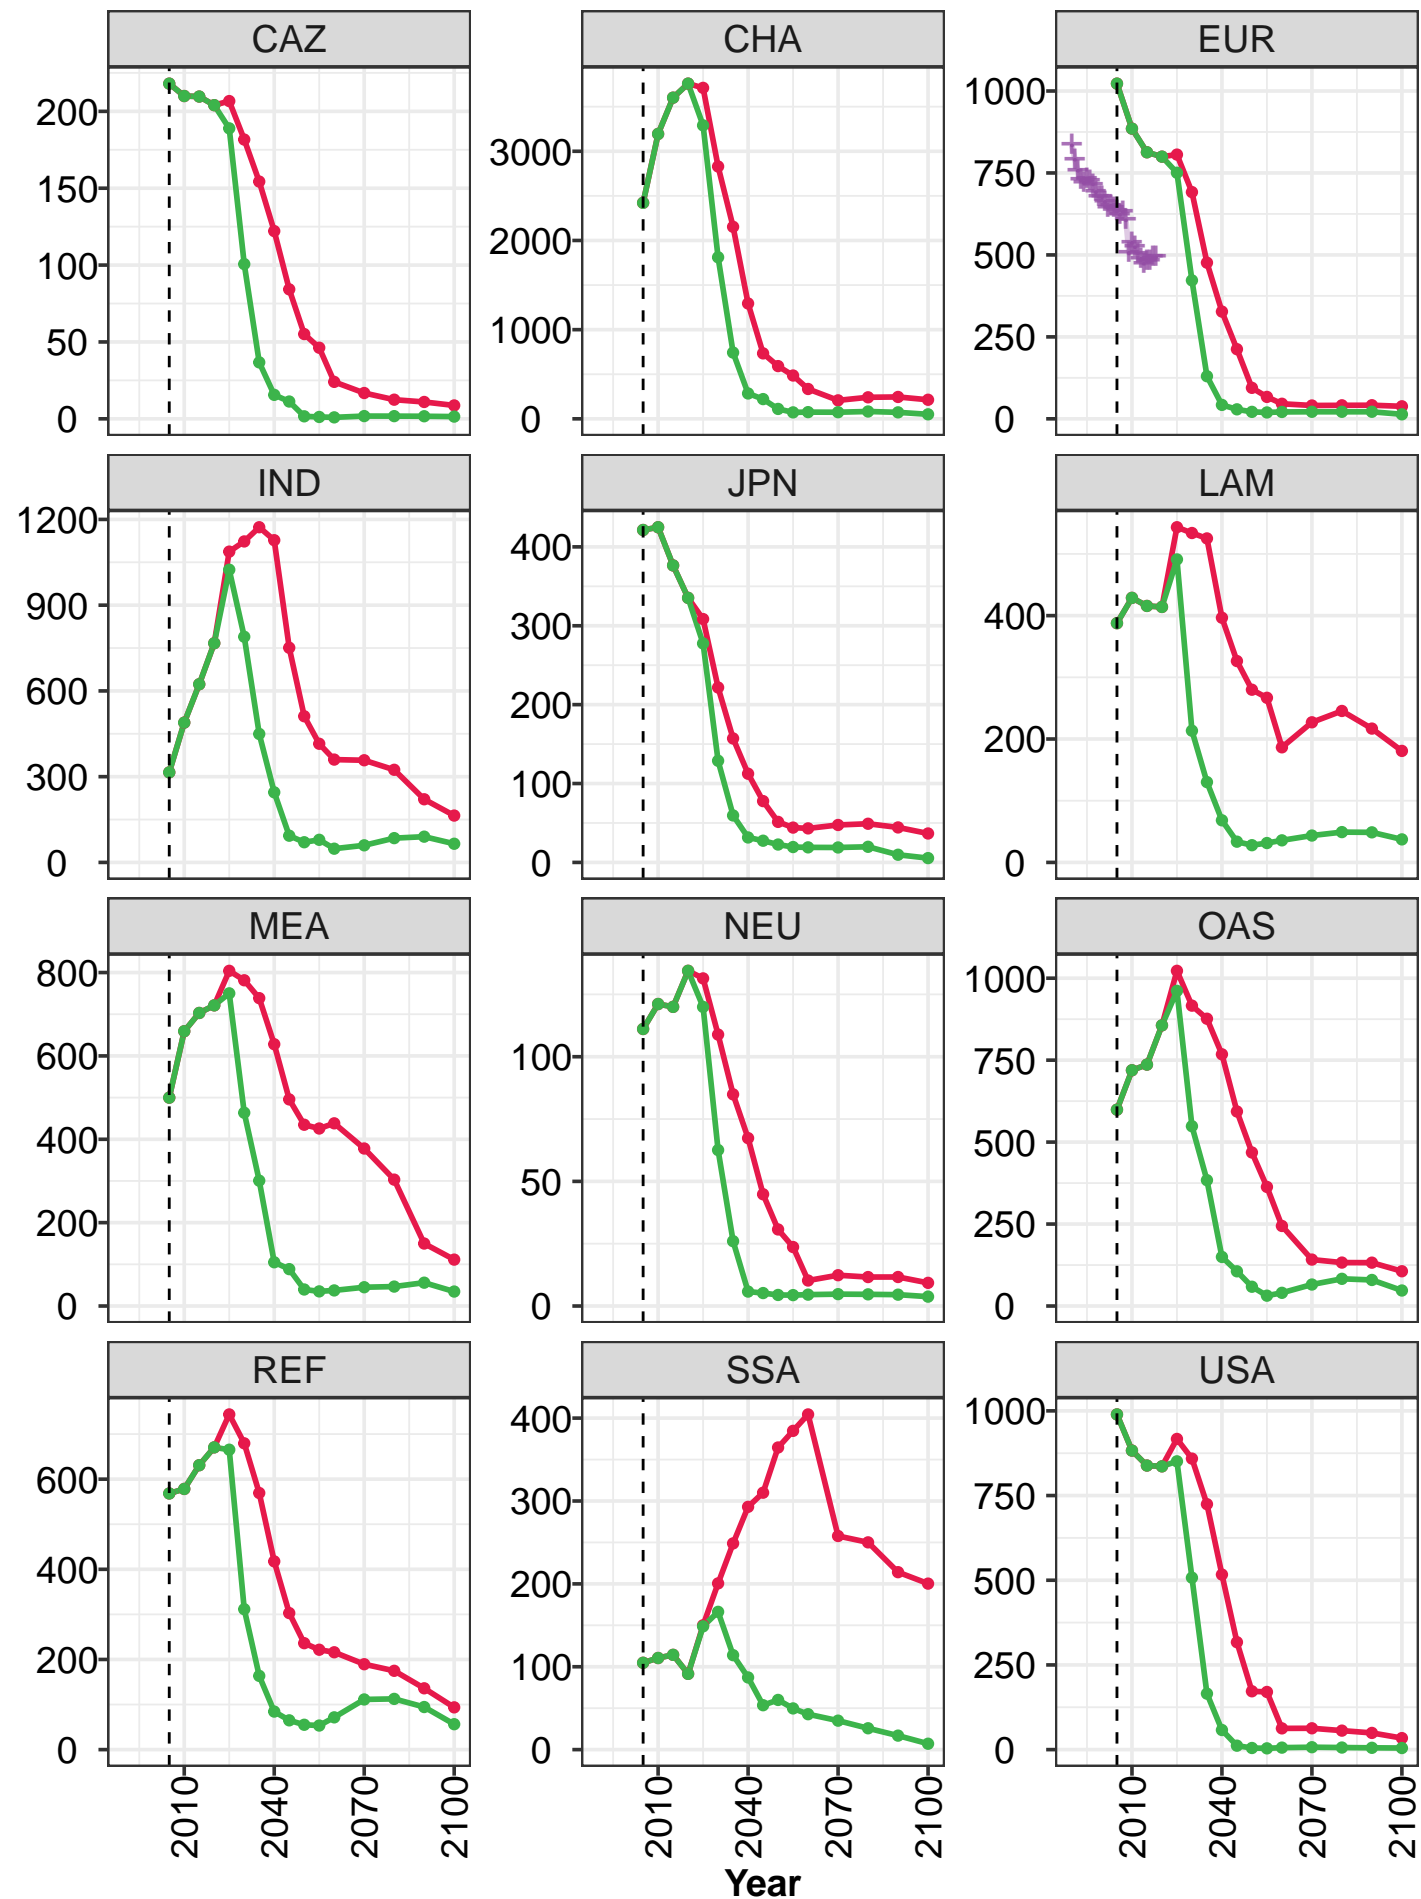 CAZ CHA EUR
200 3000 1000
150 2000 750
100 1000 500
50 0 250
0 0
IND JPN LAM
1200 400 400
900 300 200
600 200 0
300 100
0 0
MEA NEU OAS
800 100 1000
600 50 750
400 0 500
200 250
0 0
REF SSA USA
600 400 1000
400 300 750
200 200 500
0 100 250
0 0
2010 2040 2070 2100 2010 2040 2070 2100 2010 2040 2070 2100
Year